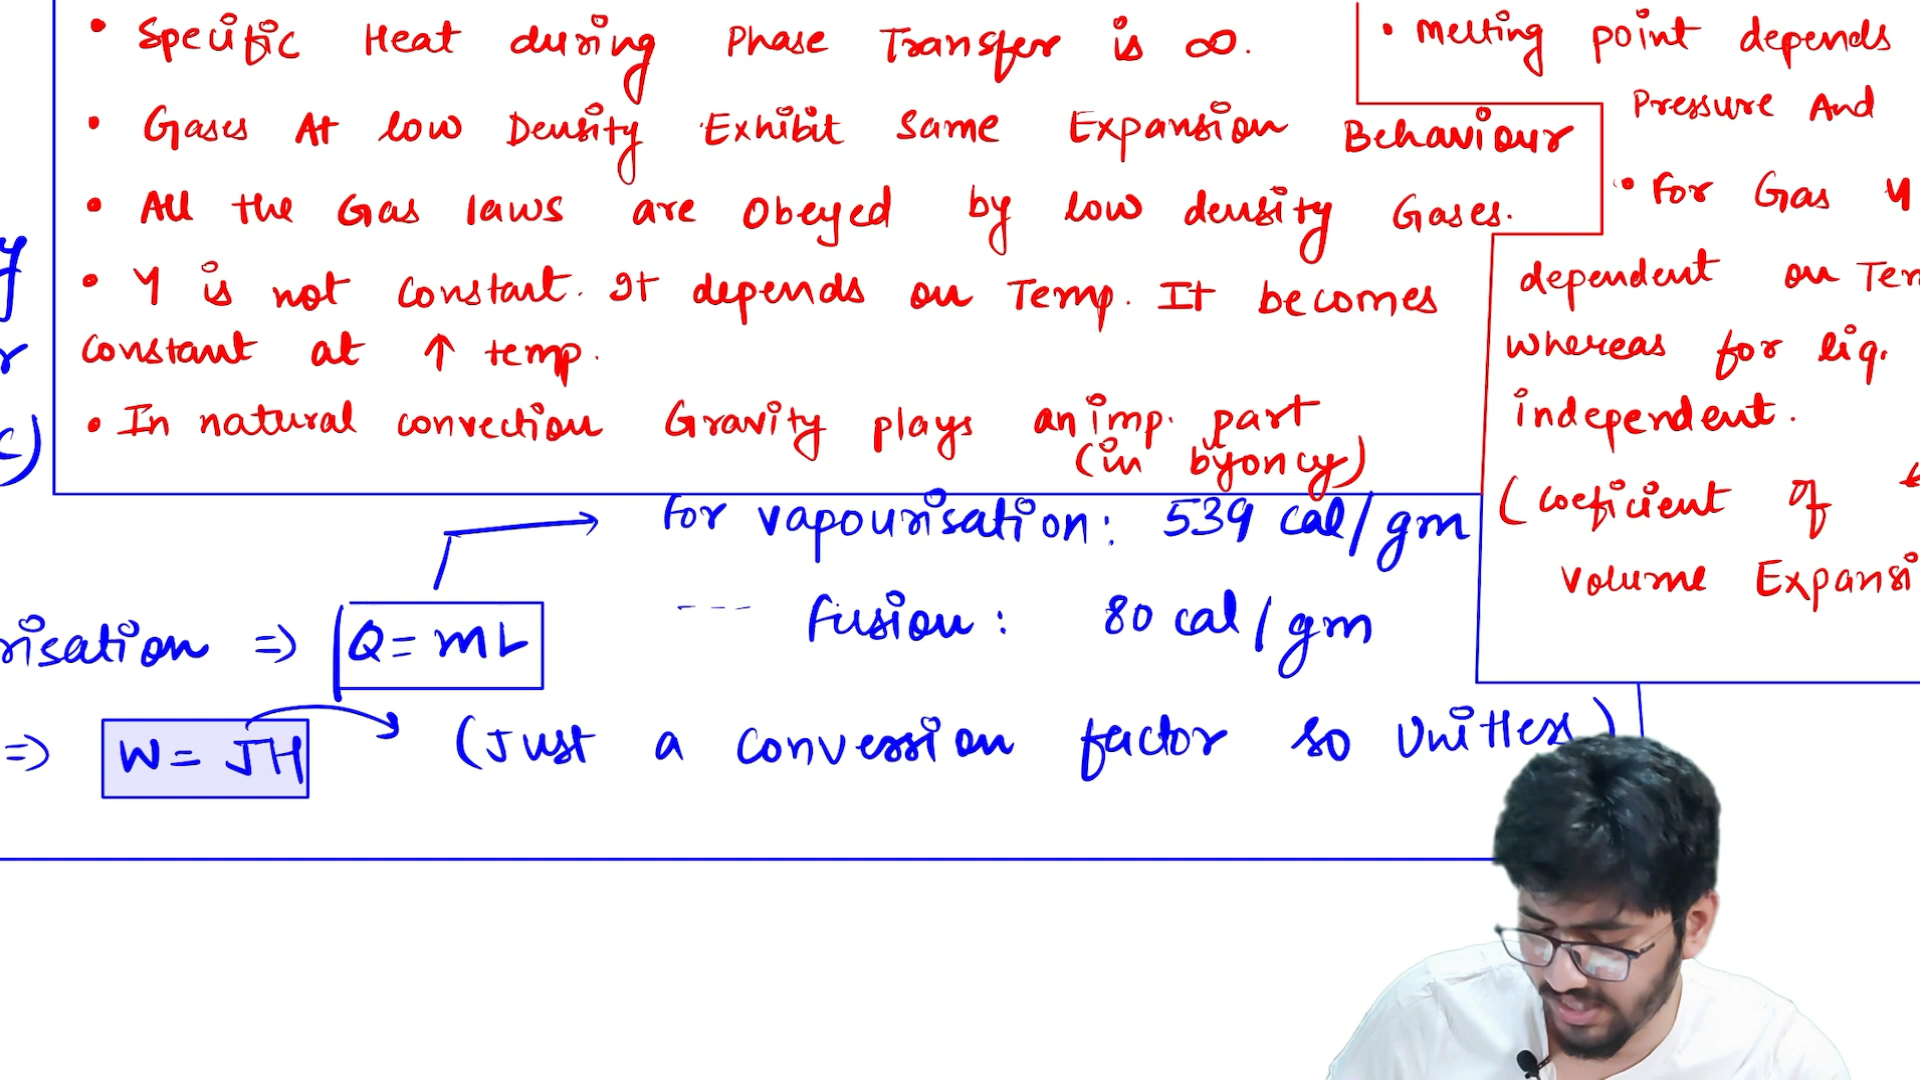 • Specific Heat during Phase Transfer is ∞.
• Gases At low Density Exhibit Same Expansion Behaviour
• All the Gas laws are Obeyed by low density Gases.
• γ is not constant. It depends on Temp. It becomes
constant at ↑ temp.
• In natural convection Gravity plays an imp. part
(in byoncy)
• Melting point depends
Pressure And
• For Gas γ
dependent on Tem
whereas for liq.
independent.
(coeficient of
volume Expansi
y
r
c)
For vapourisation: 539 cal/gm
--- fusion: 80 cal/gm
risation => Q = mL
=> W = JH (Just a conversion factor so Unitless)